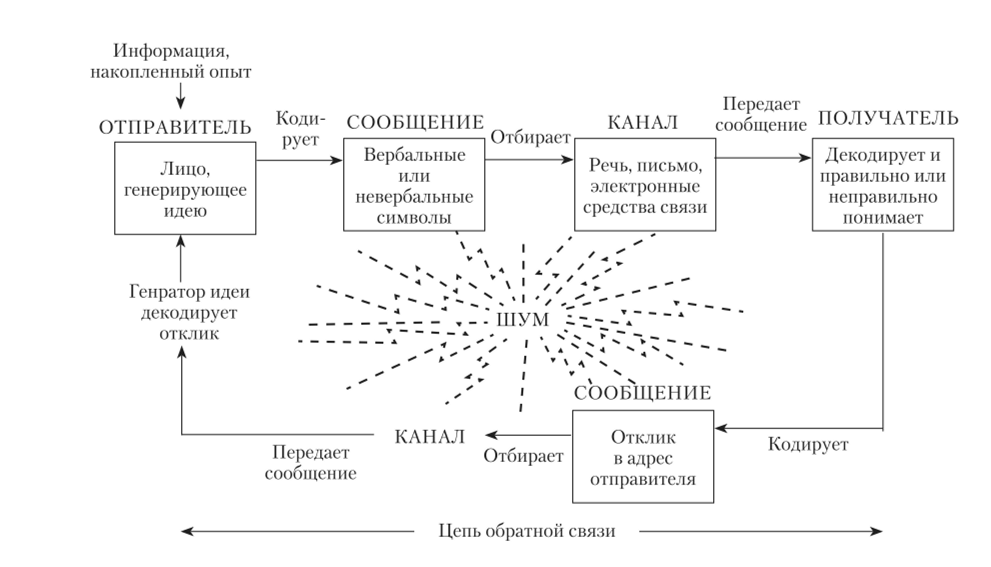 Информация,
накопленный опыт
ОТПРАВИТЕЛЬ
Лицо,
генерирующее
идею
Коди-
рует
СООБЩЕНИЕ
Вербальные
или
невербальные
символы
Отбирает
КАНАЛ
Речь, письмо,
электронные
средства связи
Передает
сообщение
ПОЛУЧАТЕЛЬ
Декодирует и
правильно или
неправильно
понимает
Генратор идеи
декодирует
отклик
ШУМ
СООБЩЕНИЕ
Отклик
в адрес
отправителя
Кодирует
Отбирает
КАНАЛ
Передает
сообщение
Цепь обратной связи